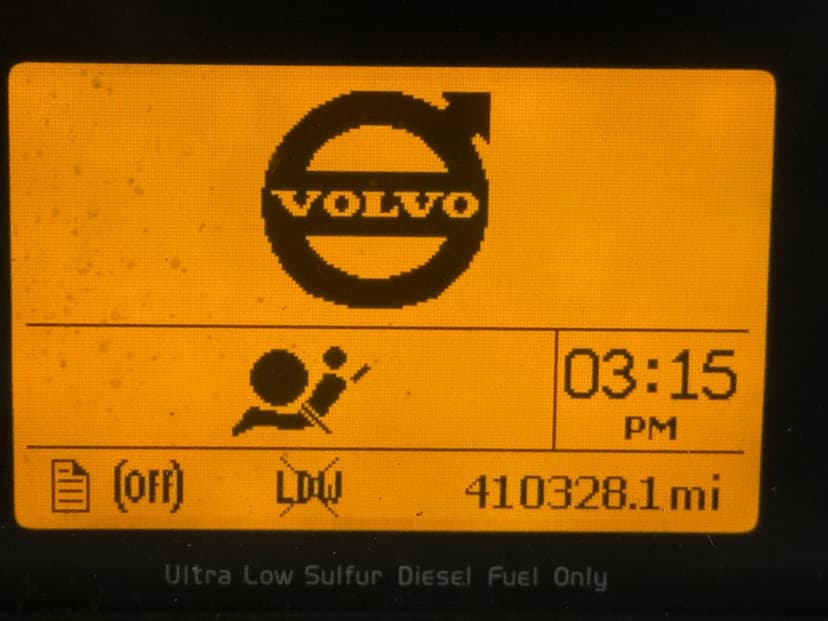 VOLVO
03:15
PM
(Off) LDW 410328.1mi
Ultra Low Sulfur Diesel Fuel Only